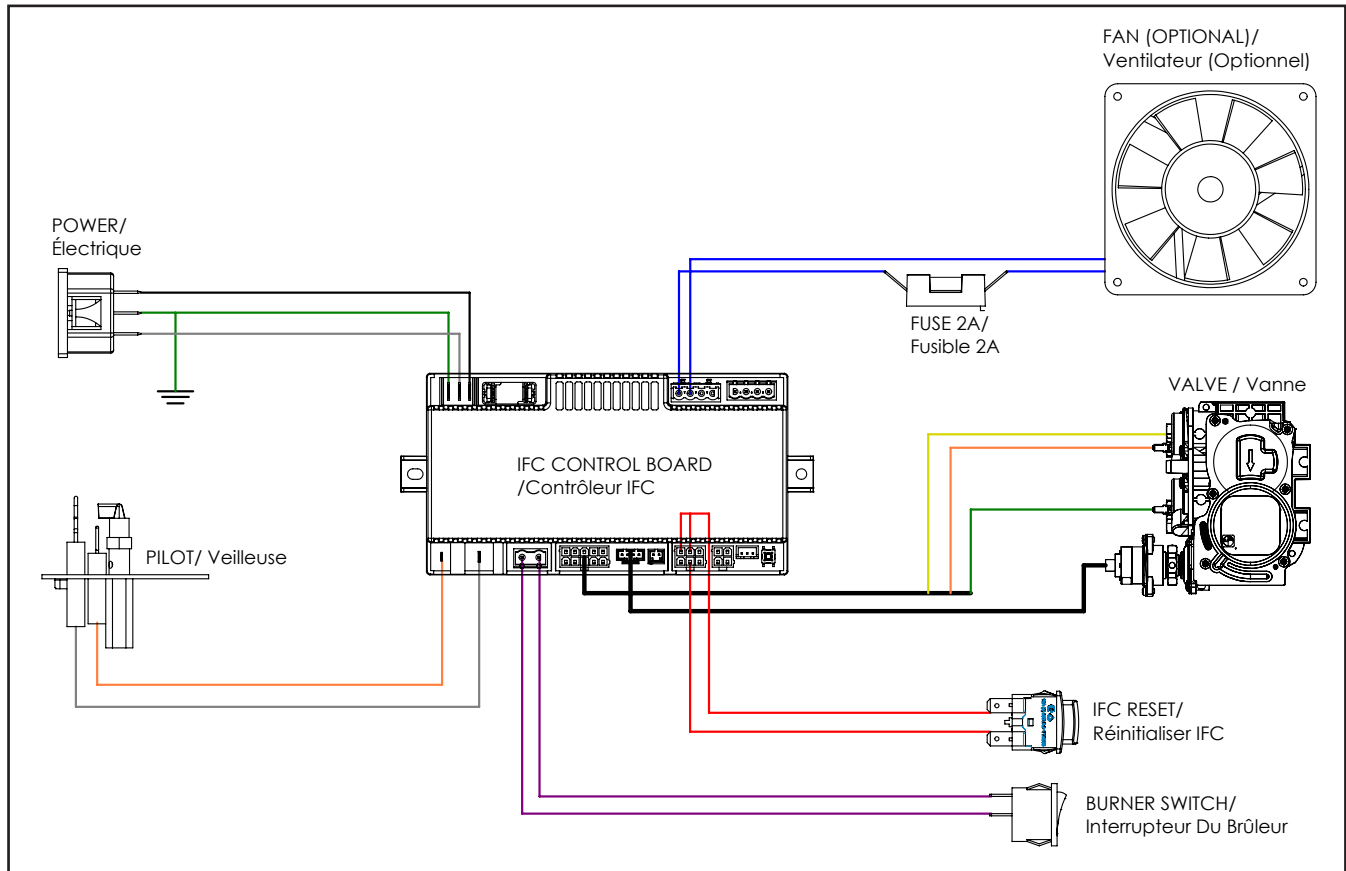 FAN (OPTIONAL)/
Ventilateur (Optionnel)
POWER/
Électrique
FUSE 2A/
Fusible 2A
VALVE / Vanne
IFC CONTROL BOARD
/Contrôleur IFC
PILOT/ Veilleuse
IFC RESET/
Réinitialiser IFC
BURNER SWITCH/
Interrupteur Du Brûleur